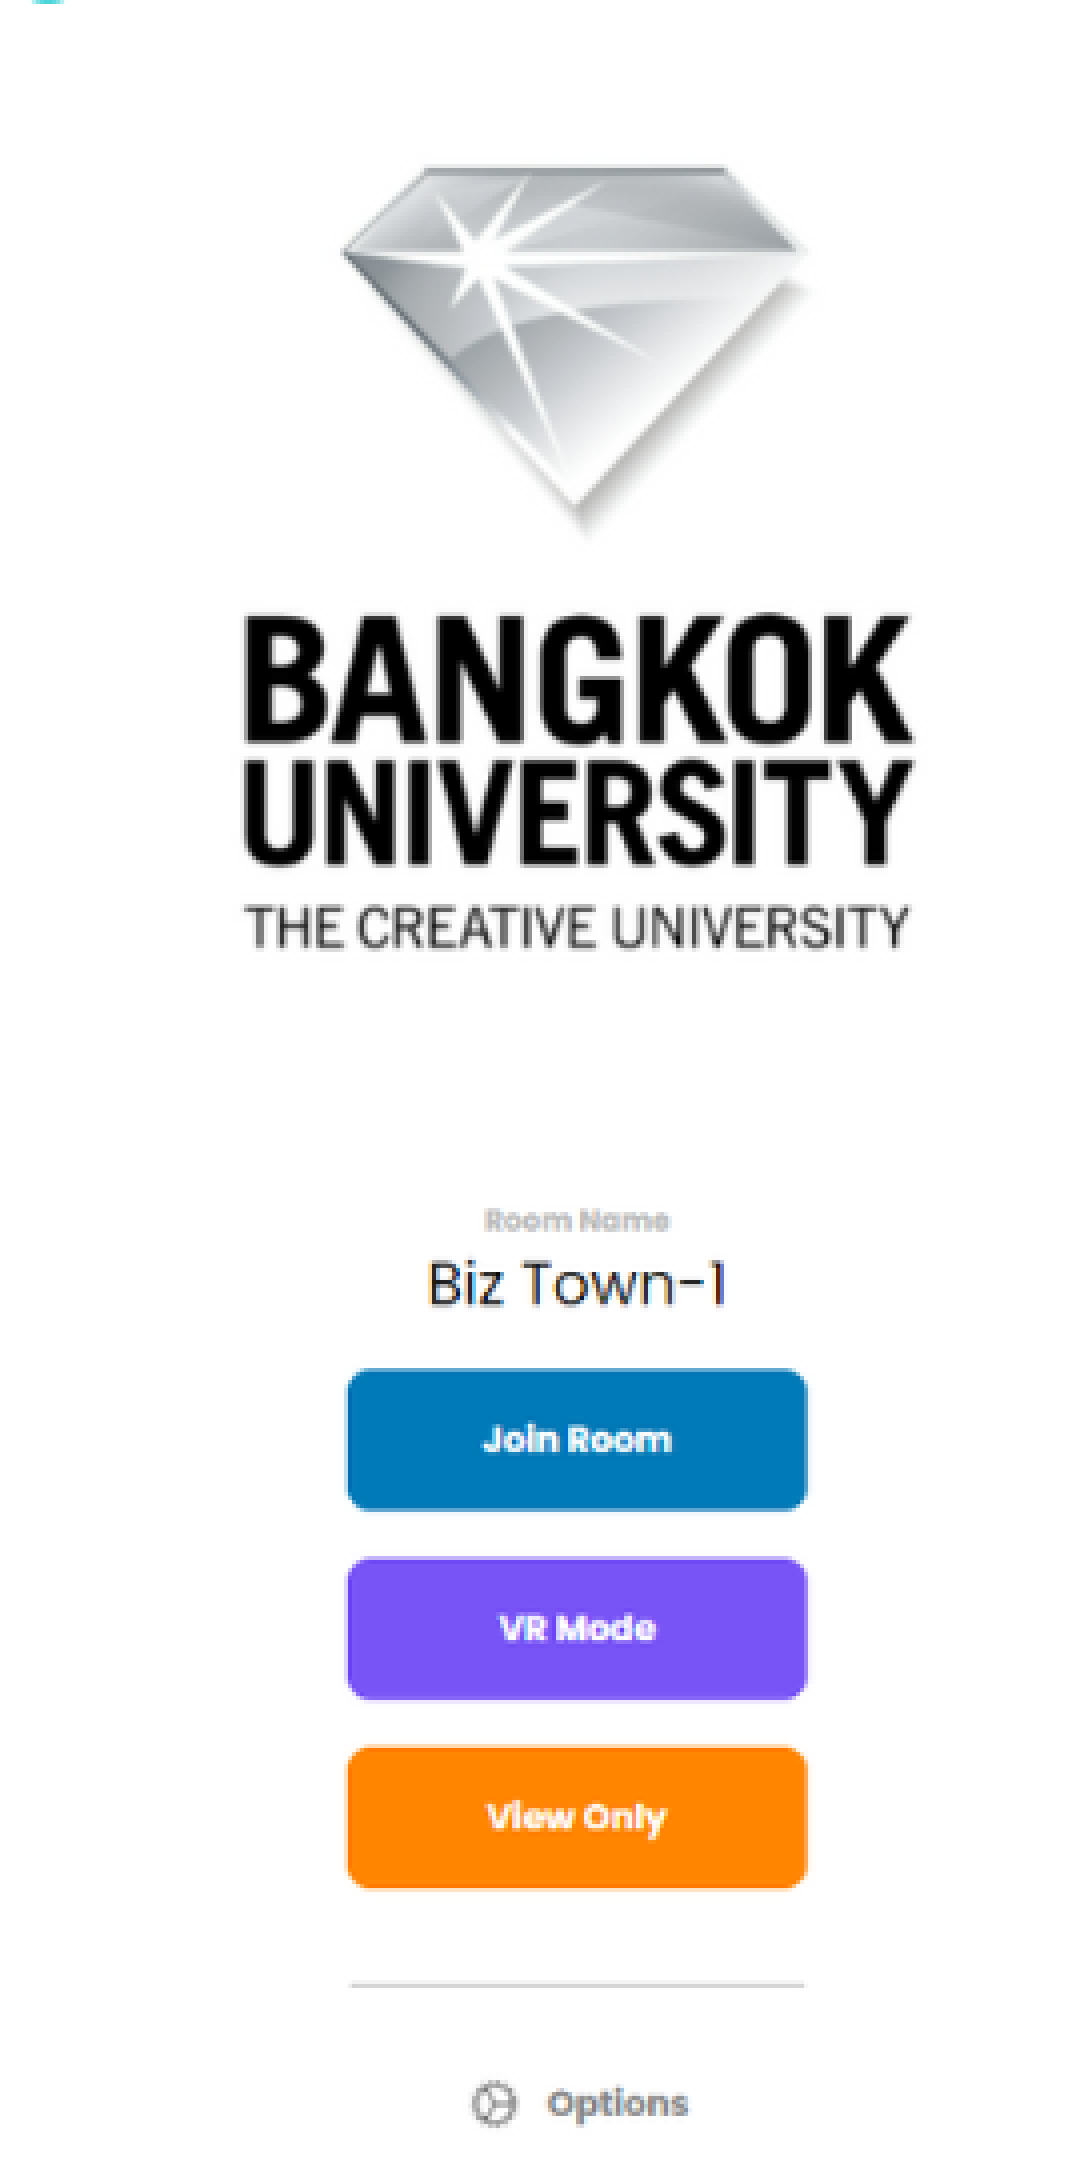 BANGKOK
UNIVERSITY
THE CREATIVE UNIVERSITY
Room Name
Biz Town-1
Join Room
VR Mode
View Only
Options